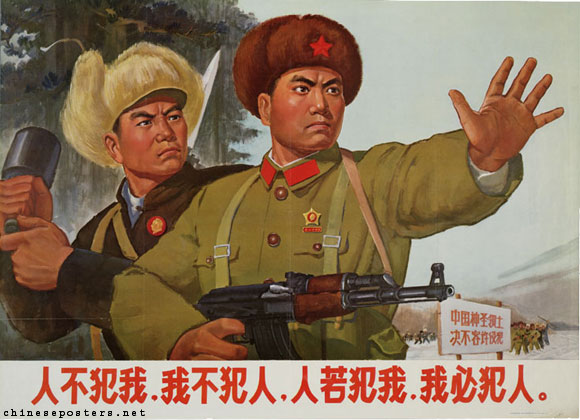 中国神圣领土
决不容许侵犯
人不犯我，我不犯人，人若犯我，我必犯人。
chineseposters.net